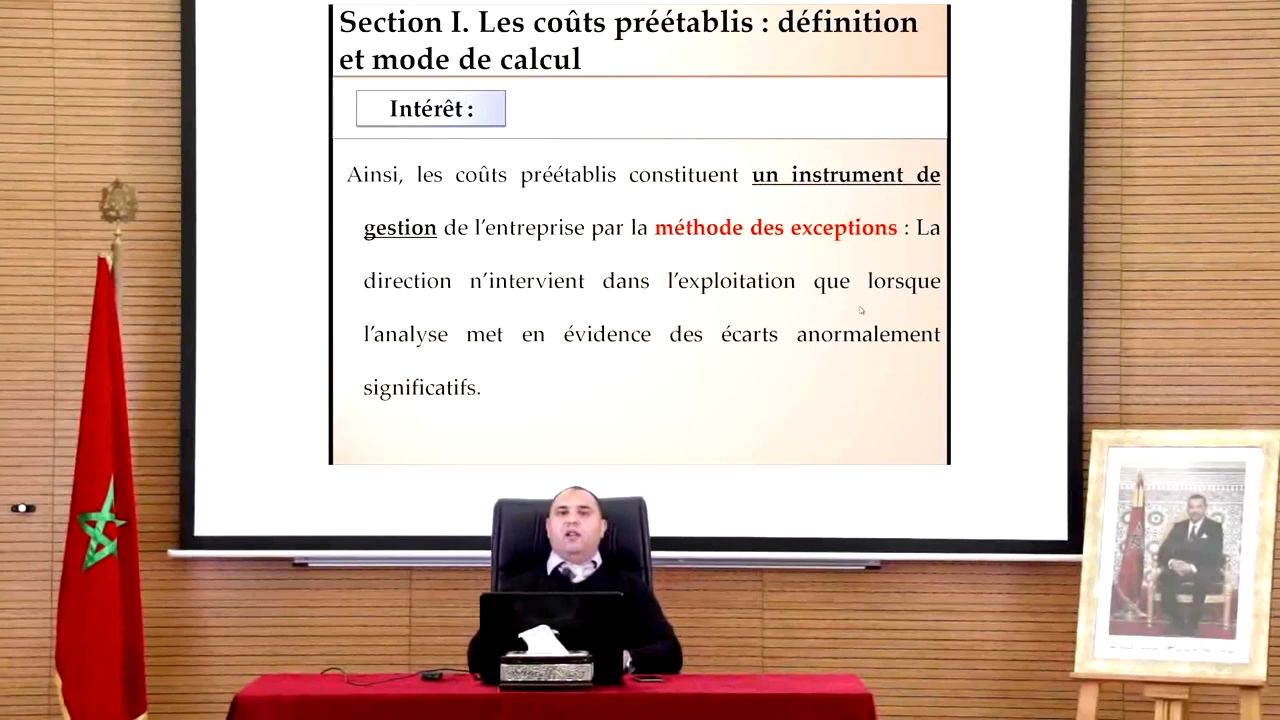 Section I. Les coûts préétablis : définition
et mode de calcul
Intérêt :
Ainsi, les coûts préétablis constituent un instrument de
gestion de l’entreprise par la méthode des exceptions : La
direction n’intervient dans l’exploitation que lorsque
l’analyse met en évidence des écarts anormalement
significatifs.